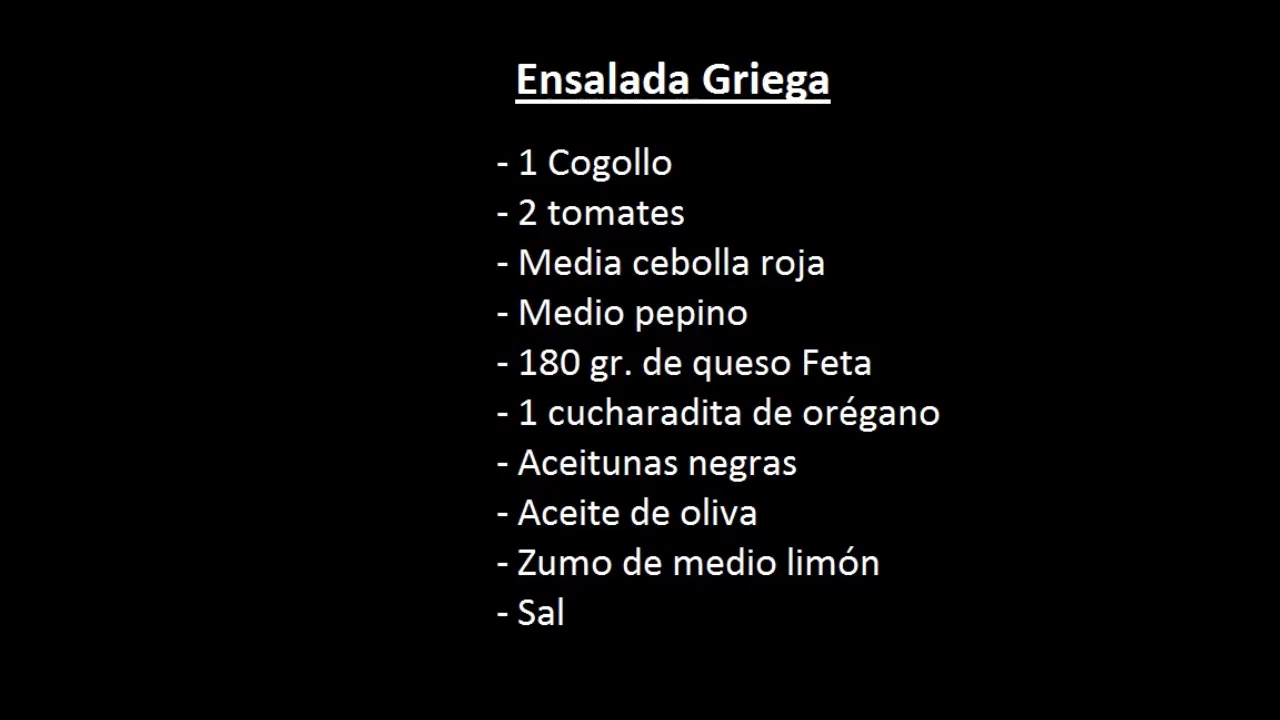 Ensalada Griega
- 1 Cogollo
- 2 tomates
- Media cebolla roja
- Medio pepino
- 180 gr. de queso Feta
- 1 cucharadita de orégano
- Aceitunas negras
- Aceite de oliva
- Zumo de medio limón
- Sal